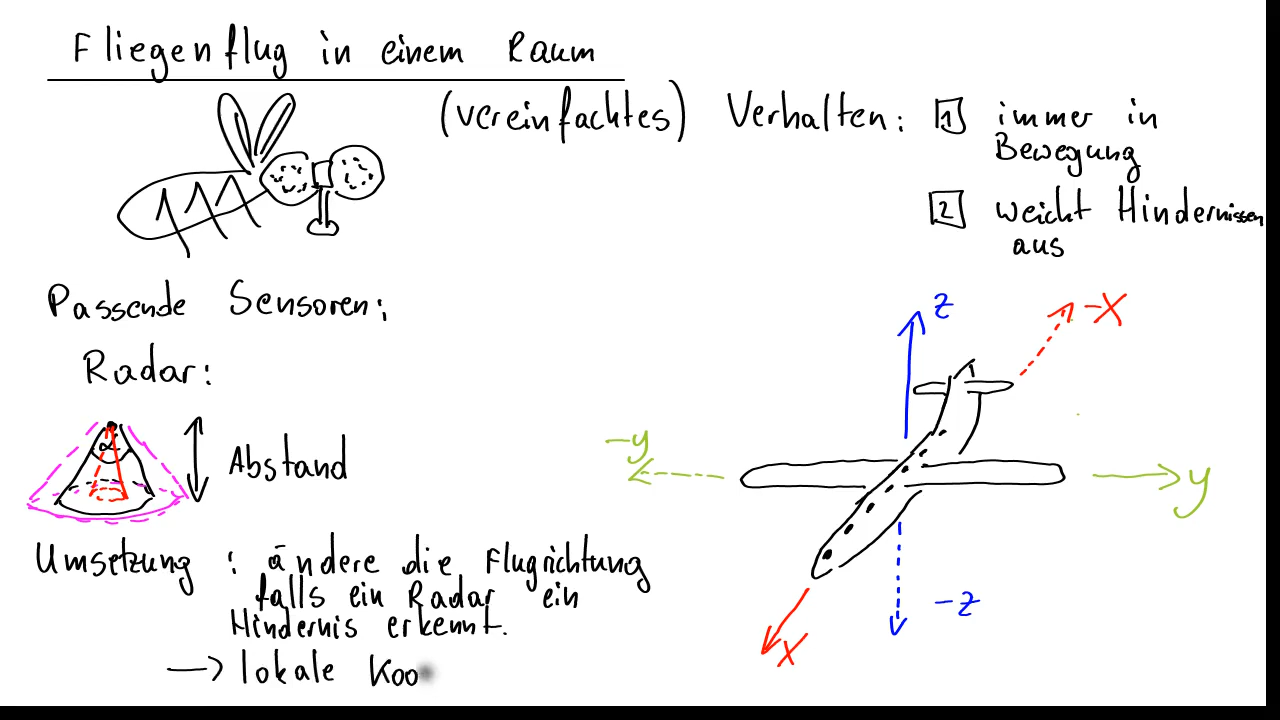 Fliegenflug in einem Raum
(vereinfachtes) Verhalten: 1 immer in
Bewegung
2 weicht Hindernissen
aus
Passende Sensoren:
Radar:
α
Abstand
Umsetzung : ändere die Flugrichtung
falls ein Radar ein
Hindernis erkennt.
→ lokale Koo
z
-x
-y
y
-z
x